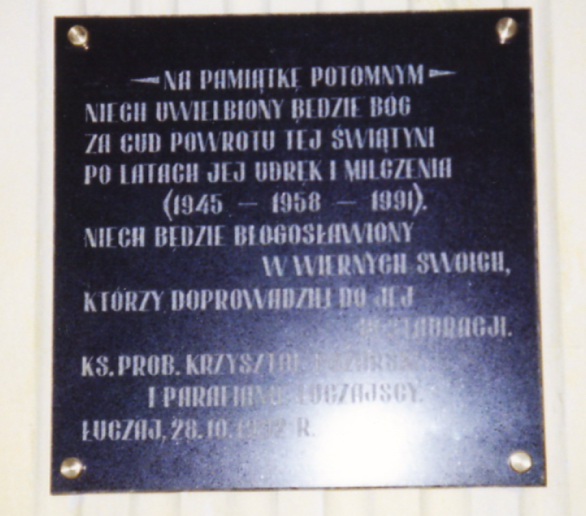 NA PAMIĄTKĘ POTOMNYM
NIECH UWIELBIONY BĘDZIE BÓG
ZA CUD POWROTU TEJ ŚWIĄTYNI
PO LATACH JEJ UDRĘK I MILCZENIA
(1945 – 1958 – 1991).
NIECH BĘDZIE BŁOGOSŁAWIONY
W WIERNYCH SWOICH,
KTÓRZY DOPROWADZILI DO JEJ
RESTAURACJI.
KS. PROB. KRZYSZTOF
I PARAFIANIE ŁUCZAJSCY.
ŁUCZAJ, 28.10. R.